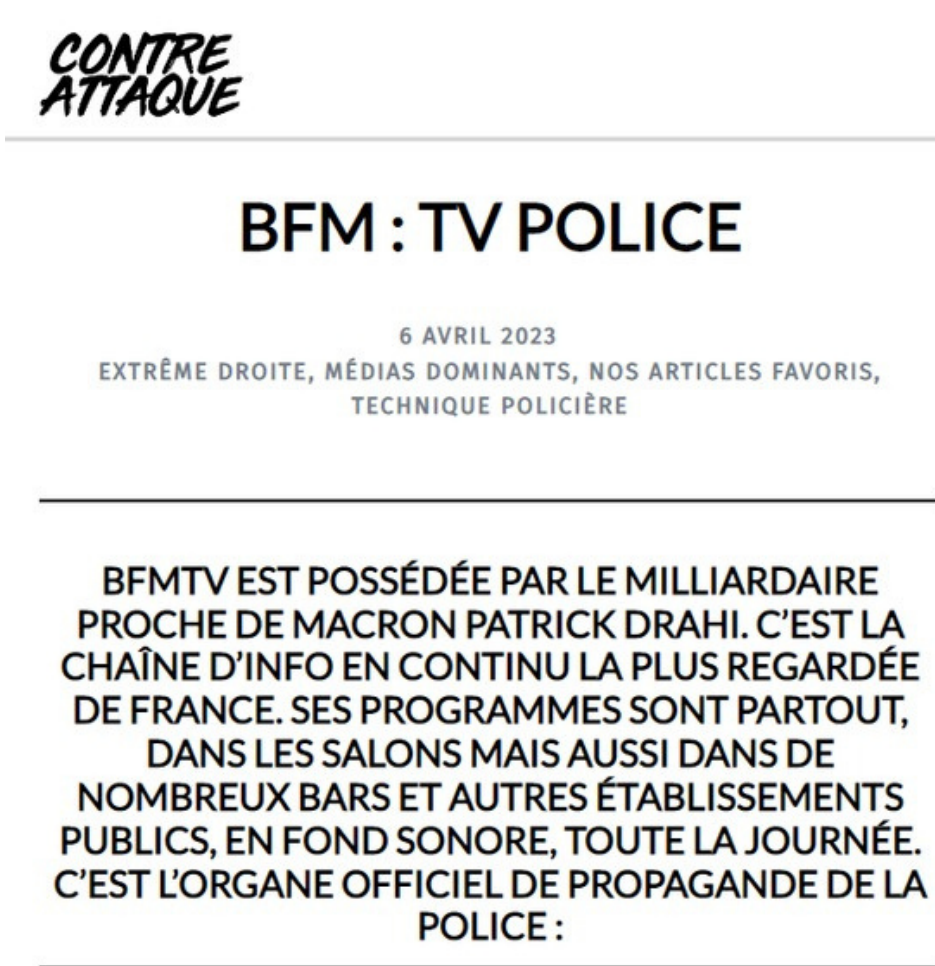 CONTRE
ATTAQUE
BFM : TV POLICE
6 AVRIL 2023
EXTRÊME DROITE, MÉDIAS DOMINANTS, NOS ARTICLES FAVORIS,
TECHNIQUE POLICIÈRE
BFMTV EST POSSÉDÉE PAR LE MILLIARDAIRE
PROCHE DE MACRON PATRICK DRAHI. C’EST LA
CHAÎNE D’INFO EN CONTINU LA PLUS REGARDÉE
DE FRANCE. SES PROGRAMMES SONT PARTOUT,
DANS LES SALONS MAIS AUSSI DANS DE
NOMBREUX BARS ET AUTRES ÉTABLISSEMENTS
PUBLICS, EN FOND SONORE, TOUTE LA JOURNÉE.
C’EST L’ORGANE OFFICIEL DE PROPAGANDE DE LA
POLICE :